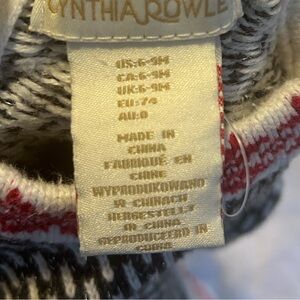 CYNTHIA ROWLE
US:6-9M
CA:6-9M
UK:6-9M
EU:74
AU:0
MADE IN
CHINA
FABRIQUÉ EN
CHINE
WYPRODUKOWANO
W CHINACH
HERGESTELLT
IN CHINA
GEPRODUCEERD IN
CHINA